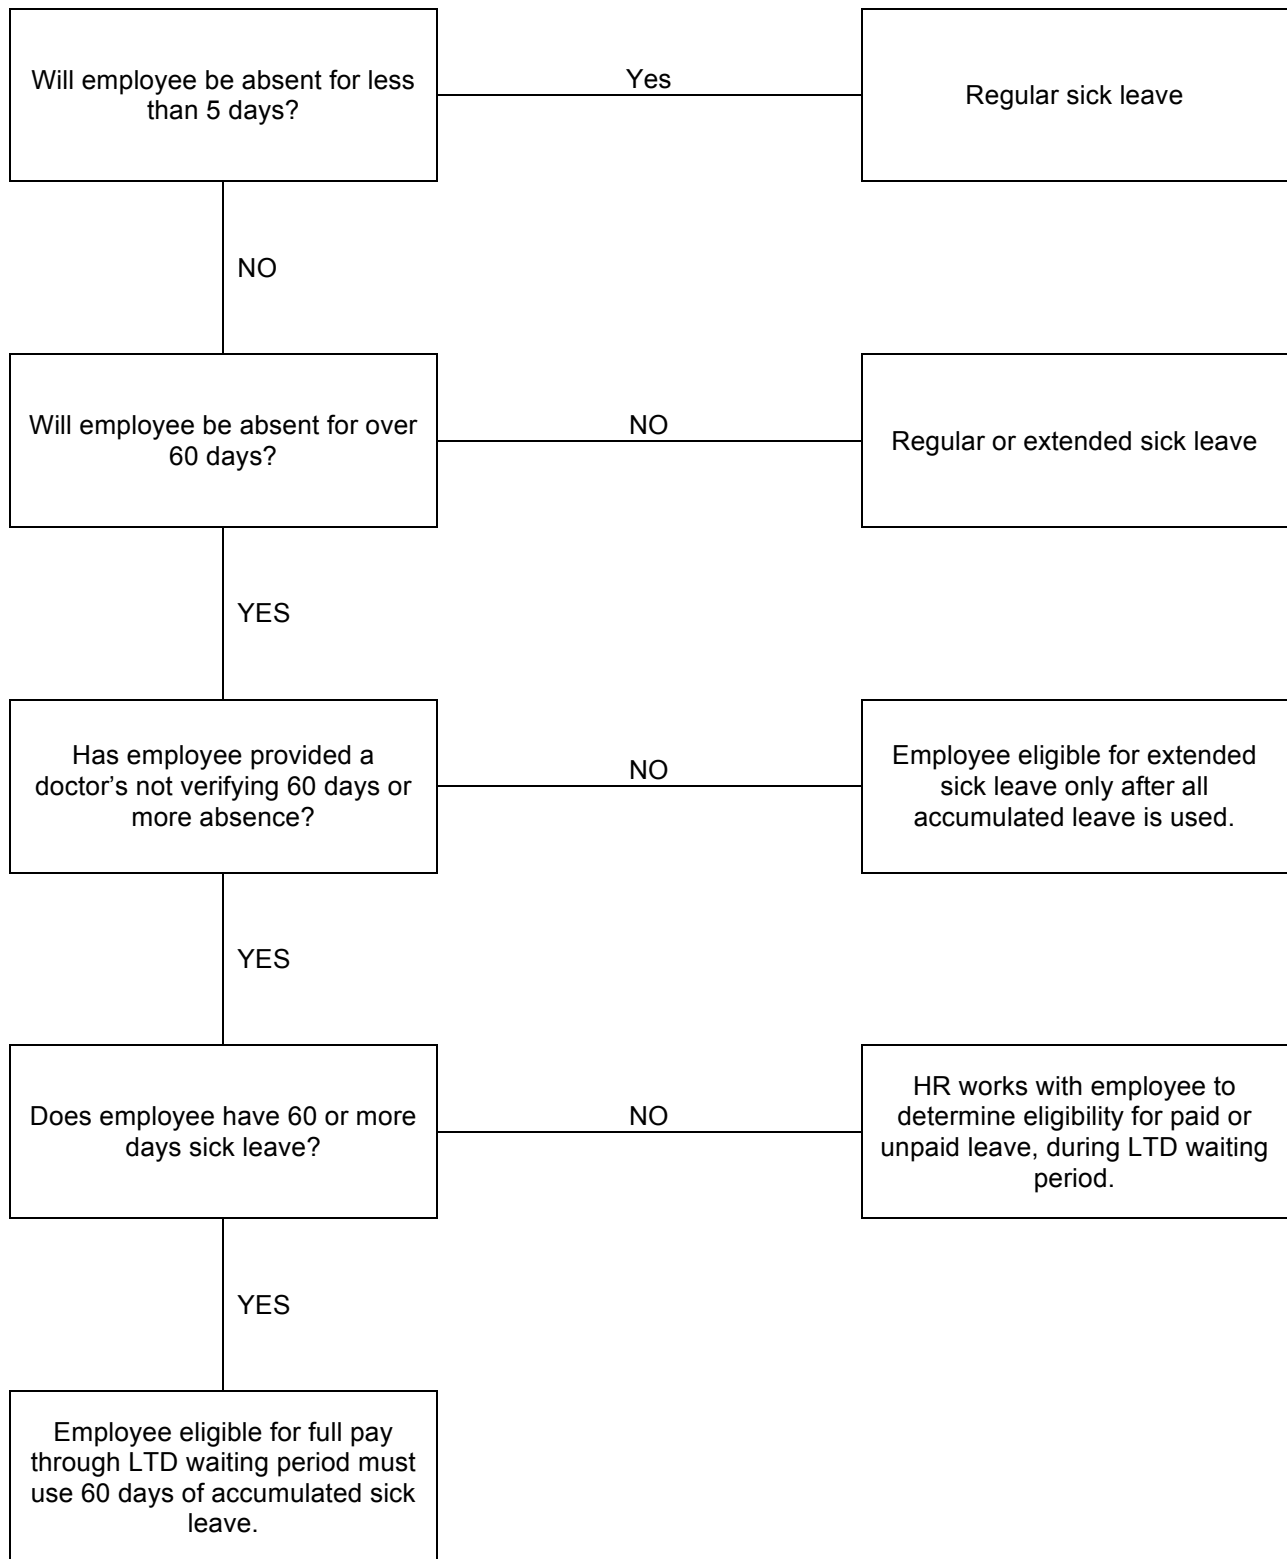 Will employee be absent for less
than 5 days?
Yes
Regular sick leave
NO
Will employee be absent for over
60 days?
NO
Regular or extended sick leave
YES
Has employee provided a
doctor’s not verifying 60 days or
more absence?
NO
Employee eligible for extended
sick leave only after all
accumulated leave is used.
YES
Does employee have 60 or more
days sick leave?
NO
HR works with employee to
determine eligibility for paid or
unpaid leave, during LTD waiting
period.
YES
Employee eligible for full pay
through LTD waiting period must
use 60 days of accumulated sick
leave.